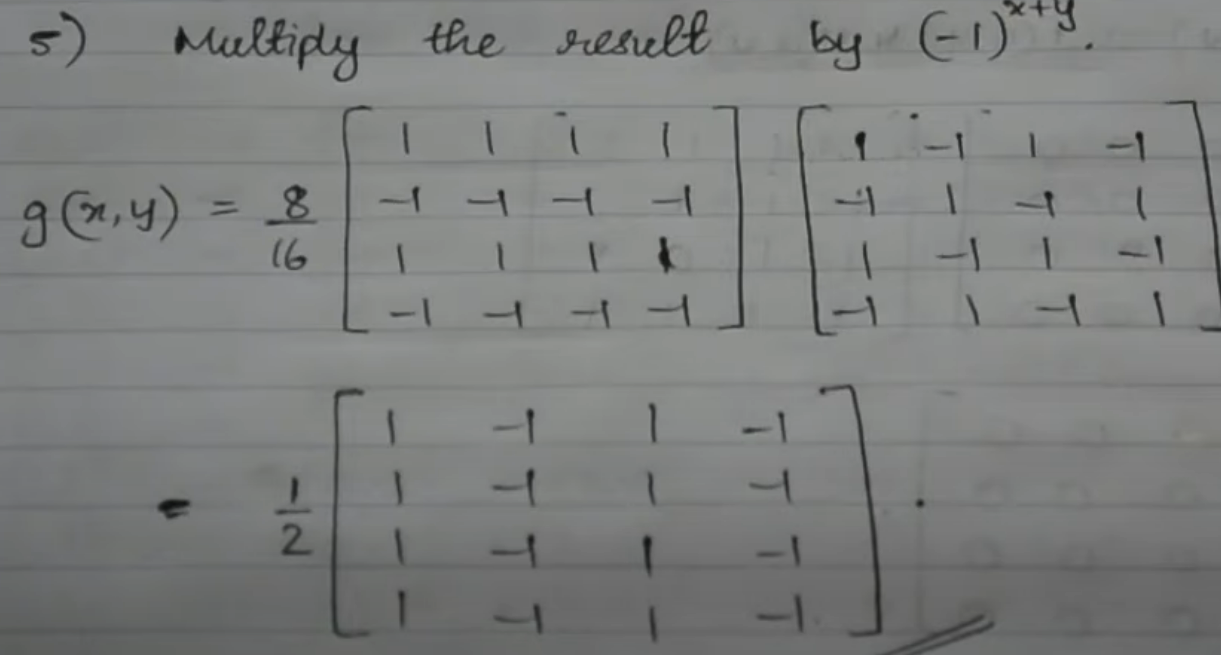 5) Multiply the result by (-1)^{x+y}.
g(x,y) = 8/16 [ 1 1 1 1 ] [ 1 -1 1 -1 ]
[ -1 -1 -1 -1 ] [ -1 1 -1 1 ]
[ 1 1 1 1 ] [ 1 -1 1 -1 ]
[ -1 -1 -1 -1 ] [ -1 1 -1 1 ]
= 1/2 [ 1 -1 1 -1 ] .
[ 1 -1 1 -1 ]
[ 1 -1 1 -1 ]
[ 1 -1 1 -1 ]